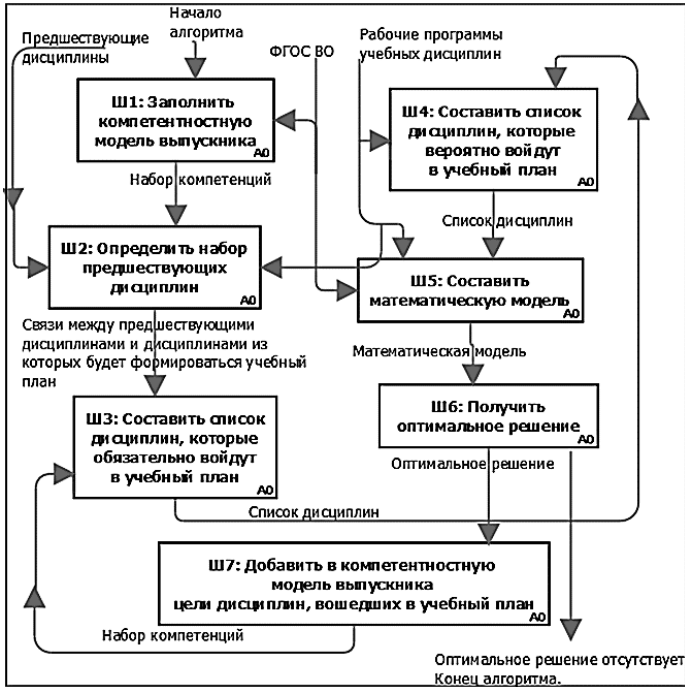 Начало
алгоритма
Предшествующие
дисциплины
ФГОС ВО
Рабочие программы
учебных дисциплин
Ш1: Заполнить
компетентностную
модель выпускника
A0
Ш4: Составить список
дисциплин, которые
вероятно войдут
в учебный план
A0
Набор компетенций
Список дисциплин
Ш2: Определить набор
предшествующих
дисциплин
A0
Ш5: Составить
математическую модель
A0
Связи между предшествующими
дисциплинами и дисциплинами из
которых будет формироваться учебный
план
Математическая модель
Ш3: Составить список
дисциплин, которые
обязательно войдут
в учебный план
A0
Ш6: Получить
оптимальное решение
A0
Оптимальное решение
Список дисциплин
Ш7: Добавить в компетентностную
модель выпускника
цели дисциплин, вошедших в учебный план
A0
Набор компетенций
Оптимальное решение отсутствует.
Конец алгоритма.